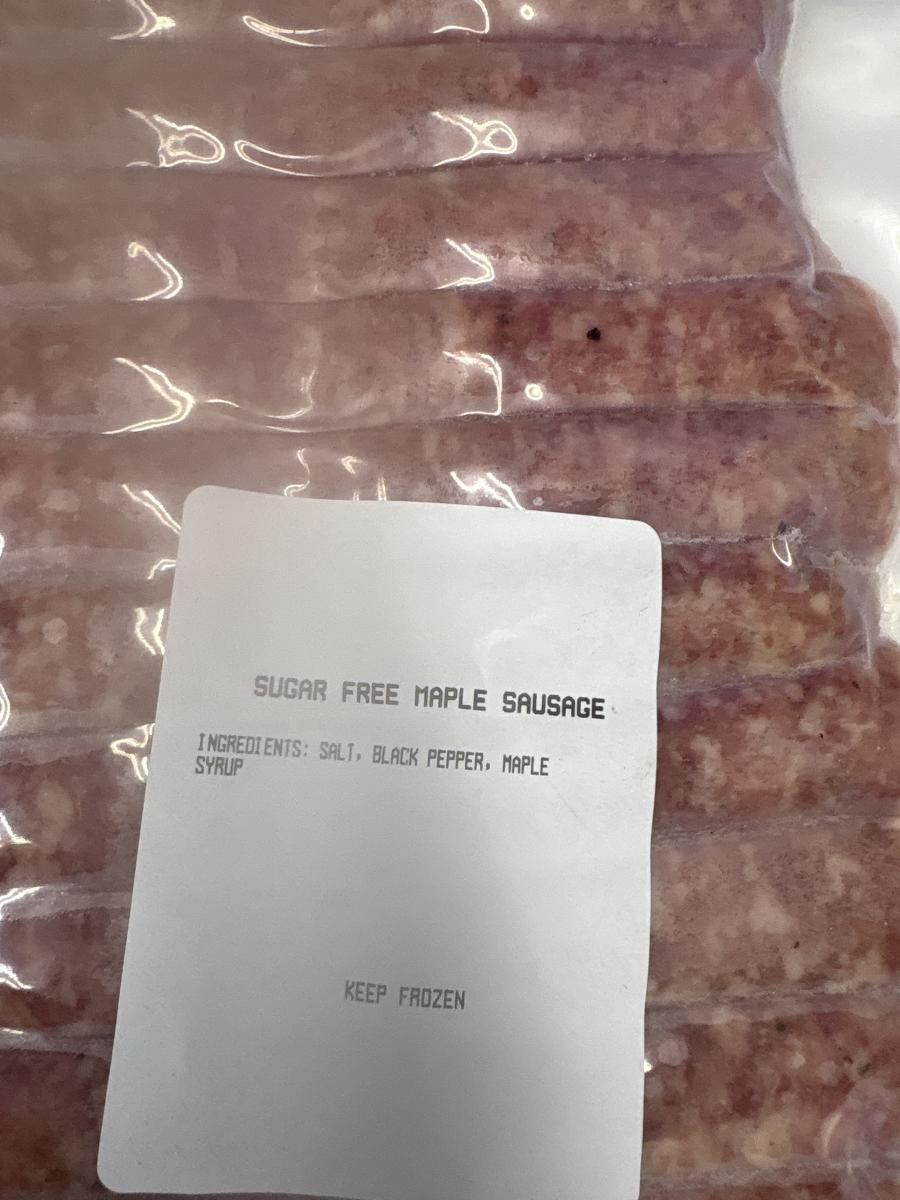 SUGAR FREE MAPLE SAUSAGE
INGREDIENTS: SALT, BLACK PEPPER, MAPLE
SYRUP
KEEP FROZEN